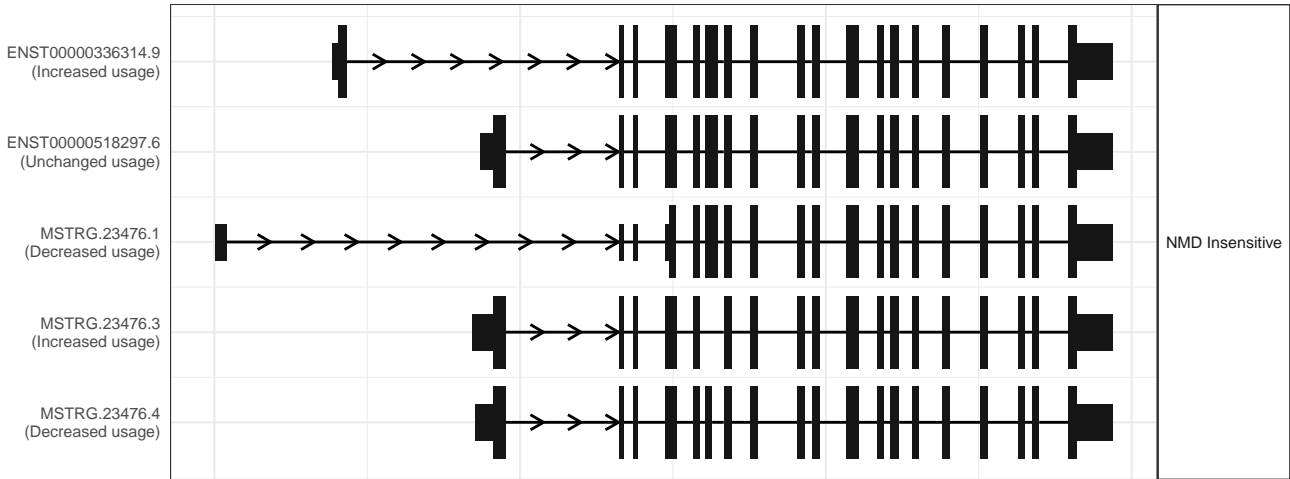 ENST00000336314.9
(Increased usage)
ENST00000518297.6
(Unchanged usage)
MSTRG.23476.1
(Decreased usage)
NMD Insensitive
MSTRG.23476.3
(Increased usage)
MSTRG.23476.4
(Decreased usage)